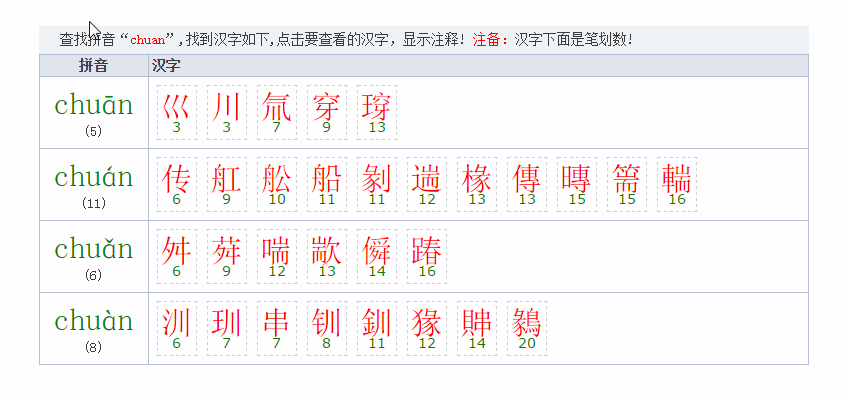 查找拼音“chuan”,找到汉字如下,点击要查看的汉字，显示注释! 注备：汉字下面是笔划数!
拼音 汉字
chuān
(5)
巛 川 氚 穿 瑏
3 3 7 9 13
chuán
(11)
传 舡 舩 船 剶 遄 椽 傳 暷 篅 輲
6 9 10 11 11 12 13 13 15 15 16
chuǎn
(6)
舛 荈 喘 歂 僢 踳
6 9 12 13 14 16
chuàn
(8)
汌 玔 串 钏 釧 猭 賗 鶨
6 7 7 8 11 12 14 20